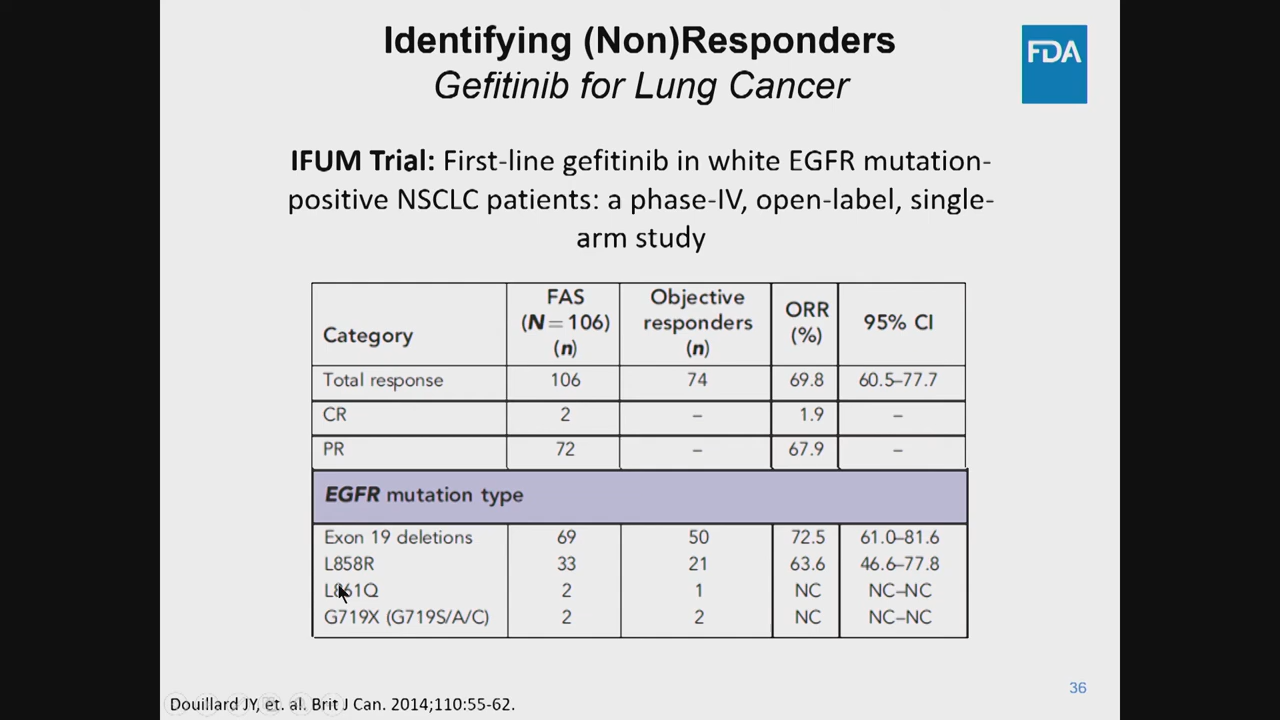 Identifying (Non)Responders
Gefitinib for Lung Cancer
FDA
IFUM Trial: First-line gefitinib in white EGFR mutation-
positive NSCLC patients: a phase-IV, open-label, single-
arm study
Category FAS (N=106) (n) Objective responders (n) ORR (%) 95% CI
Total response 106 74 69.8 60.5–77.7
CR 2 – 1.9 –
PR 72 – 67.9 –
EGFR mutation type
Exon 19 deletions 69 50 72.5 61.0–81.6
L858R 33 21 63.6 46.6–77.8
L861Q 2 1 NC NC–NC
G719X (G719S/A/C) 2 2 NC NC–NC
Douillard JY, et. al. Brit J Can. 2014;110:55-62.
36